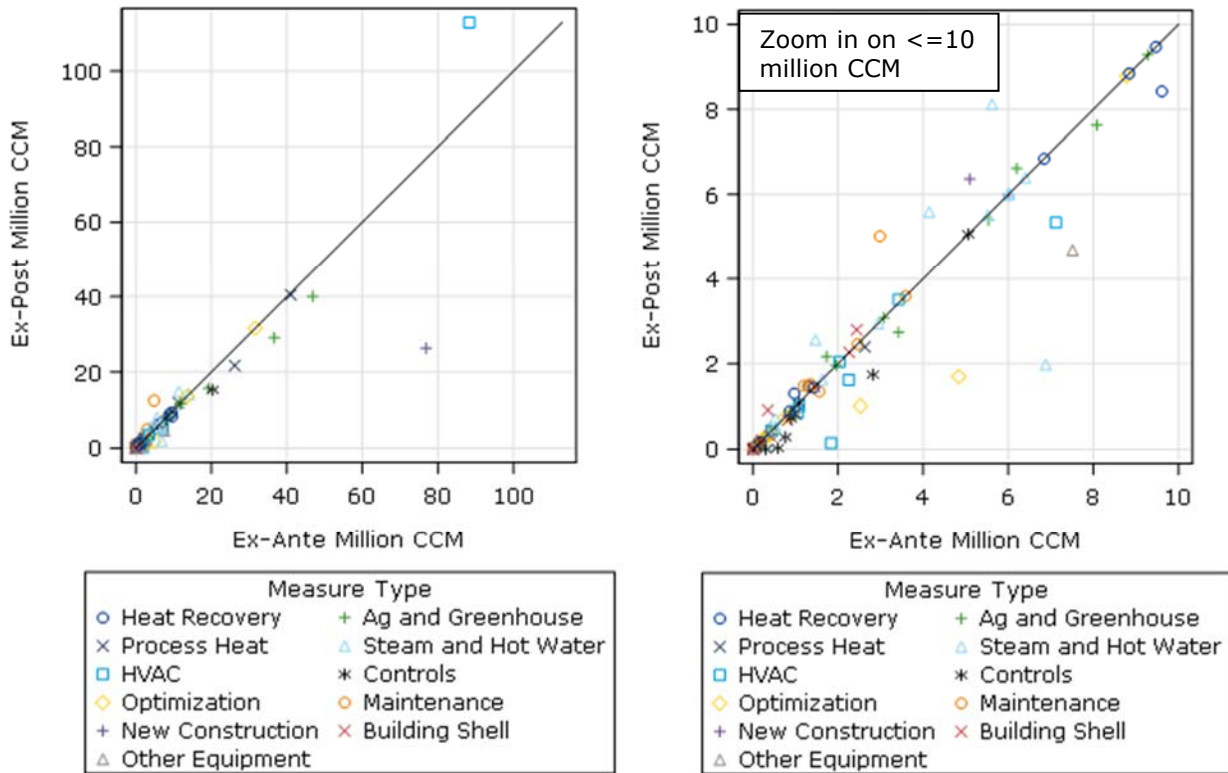 Ex-Post Million CCM
100
80
60
40
20
0
0 20 40 60 80 100
Ex-Ante Million CCM
Measure Type
Heat Recovery Ag and Greenhouse
Process Heat Steam and Hot Water
HVAC Controls
Optimization Maintenance
New Construction Building Shell
Other Equipment
Zoom in on <=10
million CCM
Ex-Post Million CCM
10
8
6
4
2
0
0 2 4 6 8 10
Ex-Ante Million CCM
Measure Type
Heat Recovery Ag and Greenhouse
Process Heat Steam and Hot Water
HVAC Controls
Optimization Maintenance
New Construction Building Shell
Other Equipment